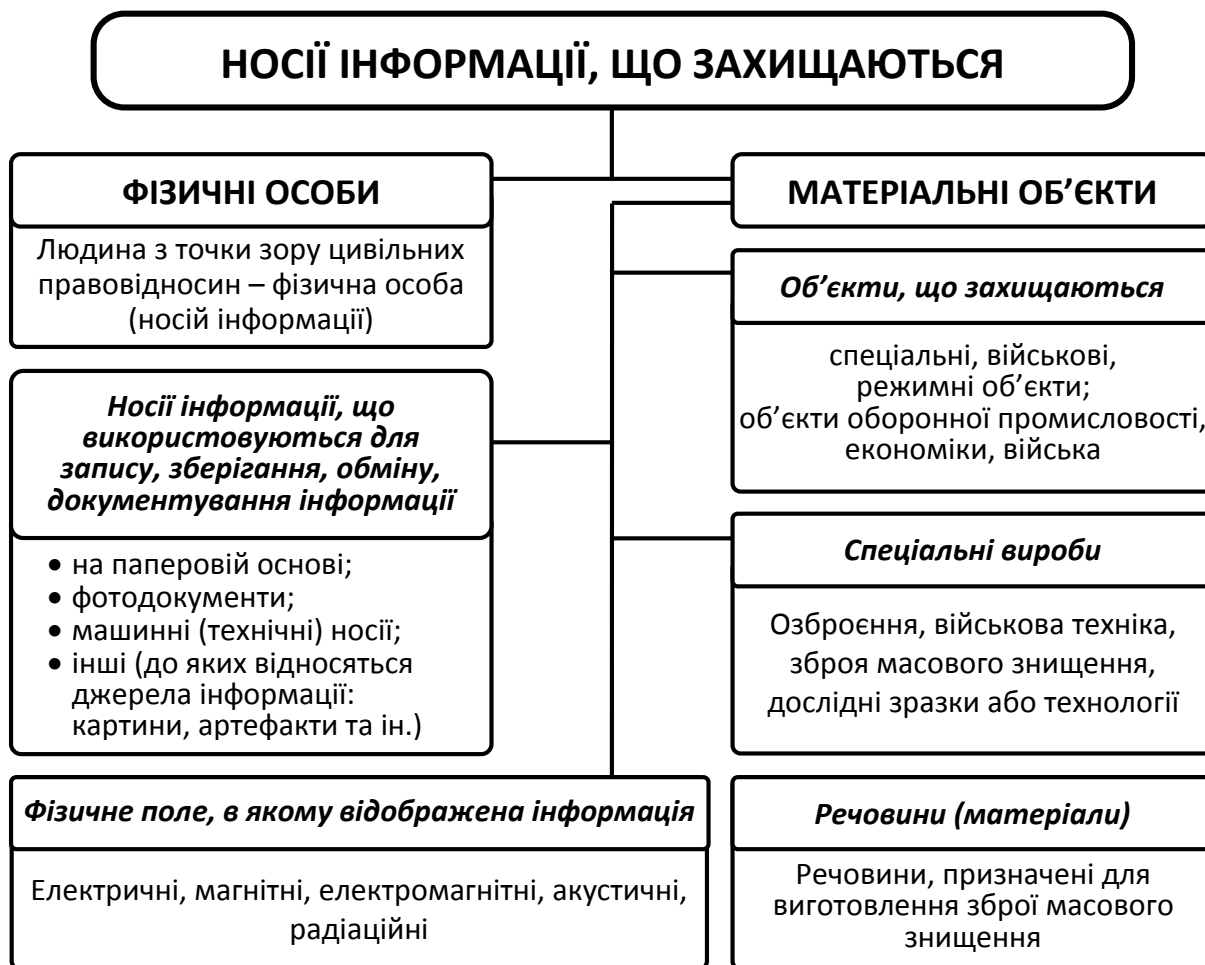 НОСІЇ ІНФОРМАЦІЇ, ЩО ЗАХИЩАЮТЬСЯ
ФІЗИЧНІ ОСОБИ
Людина з точки зору цивільних
правовідносин – фізична особа
(носій інформації)
Носії інформації, що
використовуються для
запису, зберігання, обміну,
документування інформації
• на паперовій основі;
• фотодокументи;
• машинні (технічні) носії;
• інші (до яких відносяться
джерела інформації:
картини, артефакти та ін.)
Фізичне поле, в якому відображена інформація
Електричні, магнітні, електромагнітні, акустичні,
радіаційні
МАТЕРІАЛЬНІ ОБ’ЄКТИ
Об’єкти, що захищаються
спеціальні, військові,
режимні об’єкти;
об’єкти оборонної промисловості,
економіки, війська
Спеціальні вироби
Озброєння, військова техніка,
зброя масового знищення,
дослідні зразки або технології
Речовини (матеріали)
Речовини, призначені для
виготовлення зброї масового
знищення